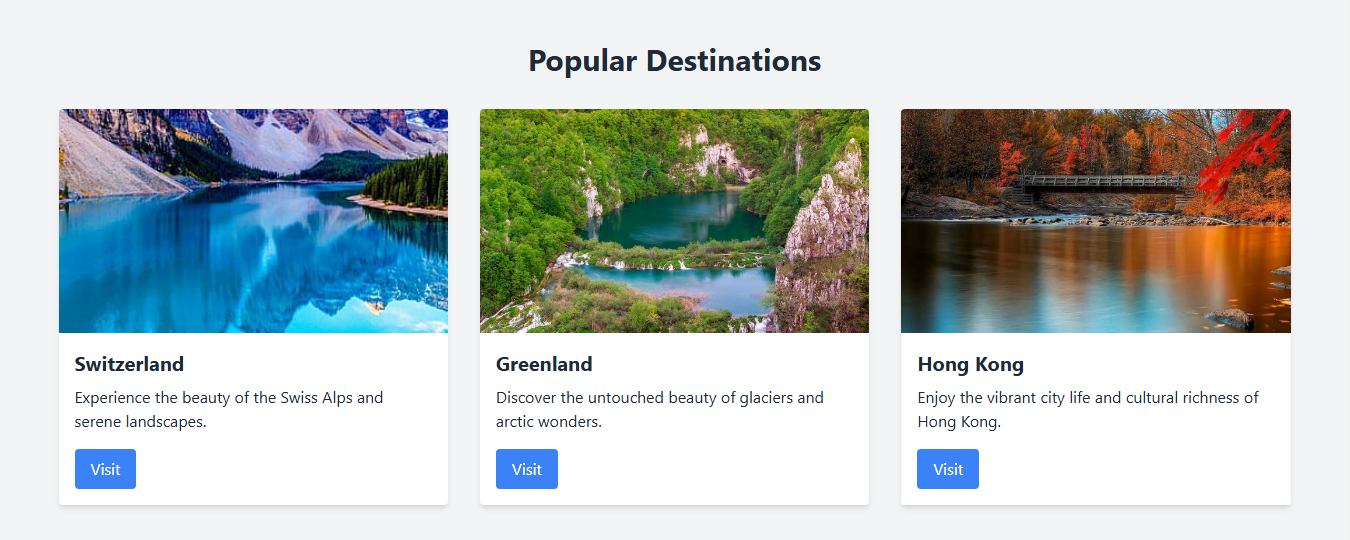 Popular Destinations
Switzerland
Experience the beauty of the Swiss Alps and
serene landscapes.
Visit
Greenland
Discover the untouched beauty of glaciers and
arctic wonders.
Visit
Hong Kong
Enjoy the vibrant city life and cultural richness of
Hong Kong.
Visit